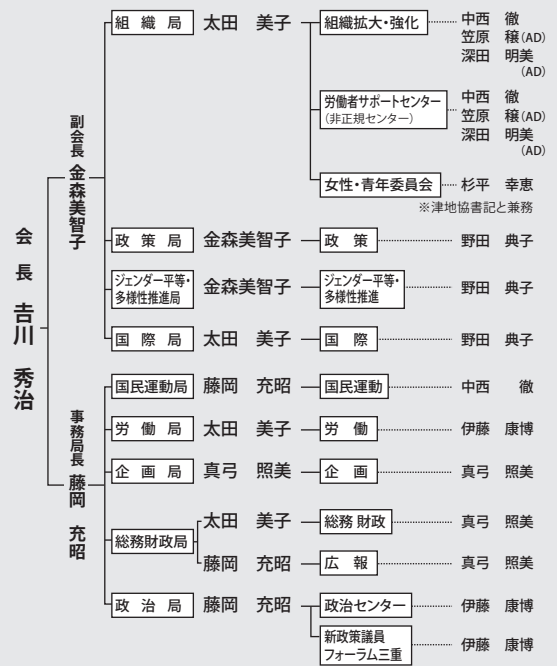 会長 𠮷川 秀治
副会長 金森美智子
組織局 太田 美子 組織拡大・強化 中西 徹
笠原 穣(AD)
深田 明美
(AD)
労働者サポートセンター
(非正規センター) 中西 徹
笠原 穣(AD)
深田 明美
(AD)
女性・青年委員会 杉平 幸恵
※津地協書記と兼務
政策局 金森美智子 政策 野田 典子
ジェンダー平等・
多様性推進局 金森美智子 ジェンダー平等・
多様性推進 野田 典子
国際局 太田 美子 国際 野田 典子
事務局長 藤岡 充昭
国民運動局 藤岡 充昭 国民運動 中西 徹
労働局 太田 美子 労働 伊藤 康博
企画局 真弓 照美 企画 真弓 照美
総務財政局 太田 美子 総務 財政 真弓 照美
藤岡 充昭 広報 真弓 照美
政治局 藤岡 充昭 政治センター 伊藤 康博
新政策議員
フォーラム三重 伊藤 康博